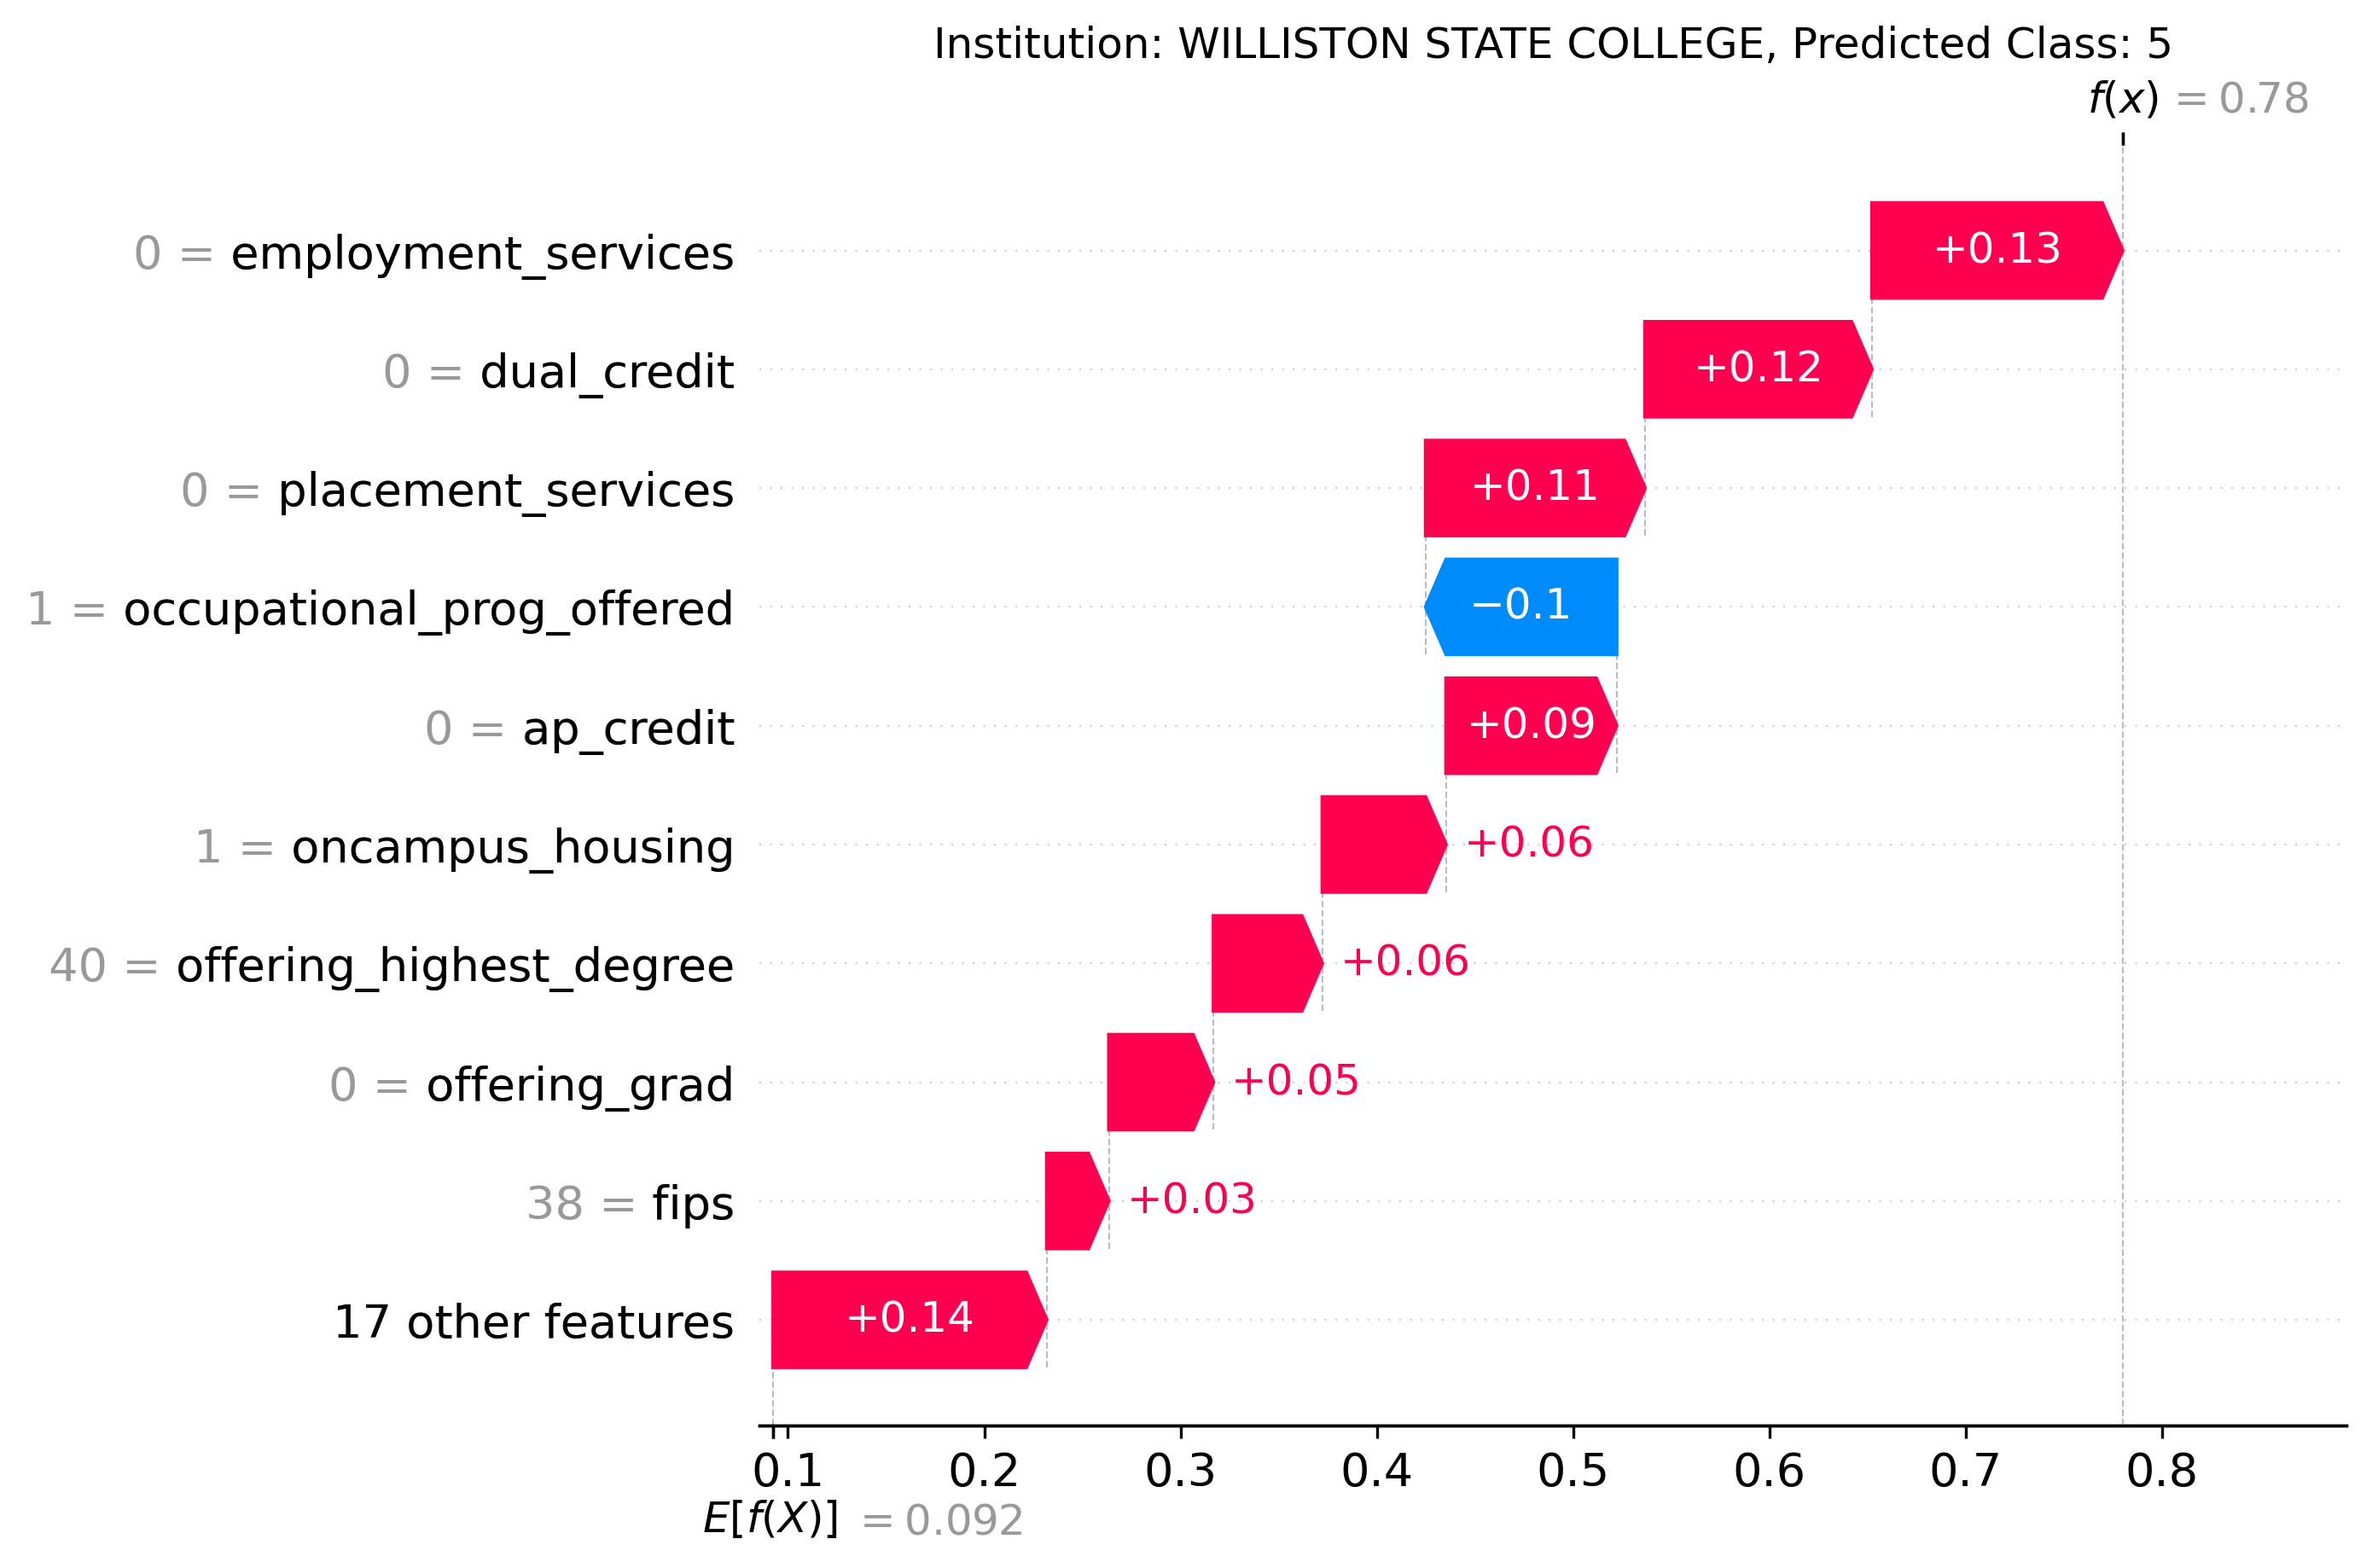 Institution: WILLISTON STATE COLLEGE, Predicted Class: 5
f(x) = 0.78
0 = employment_services +0.13
0 = dual_credit +0.12
0 = placement_services +0.11
1 = occupational_prog_offered −0.1
0 = ap_credit +0.09
1 = oncampus_housing +0.06
40 = offering_highest_degree +0.06
0 = offering_grad +0.05
38 = fips +0.03
17 other features +0.14
0.1 0.2 0.3 0.4 0.5 0.6 0.7 0.8
E[f(X)] = 0.092